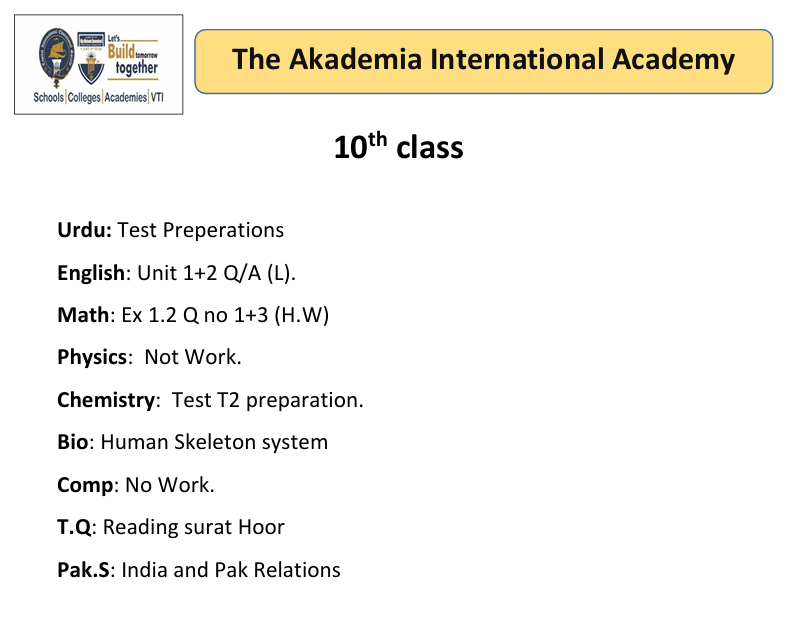 Let's
Build tomorrow
together
Schools|Colleges|Academies|VTI
The Akademia International Academy
10th class
Urdu: Test Preperations
English: Unit 1+2 Q/A (L).
Math: Ex 1.2 Q no 1+3 (H.W)
Physics:  Not Work.
Chemistry:  Test T2 preparation.
Bio: Human Skeleton system
Comp: No Work.
T.Q: Reading surat Hoor
Pak.S: India and Pak Relations